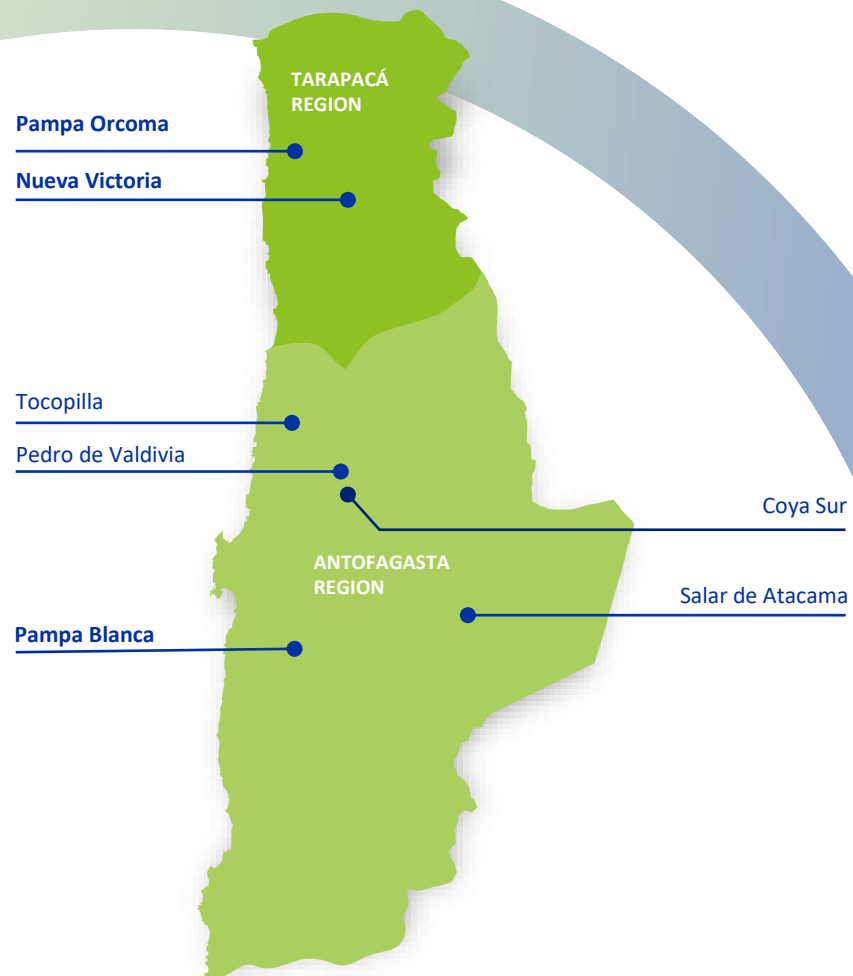 TARAPACÁ
REGION
Pampa Orcoma
Nueva Victoria
Tocopilla
Pedro de Valdivia
Coya Sur
ANTOFAGASTA
REGION
Salar de Atacama
Pampa Blanca